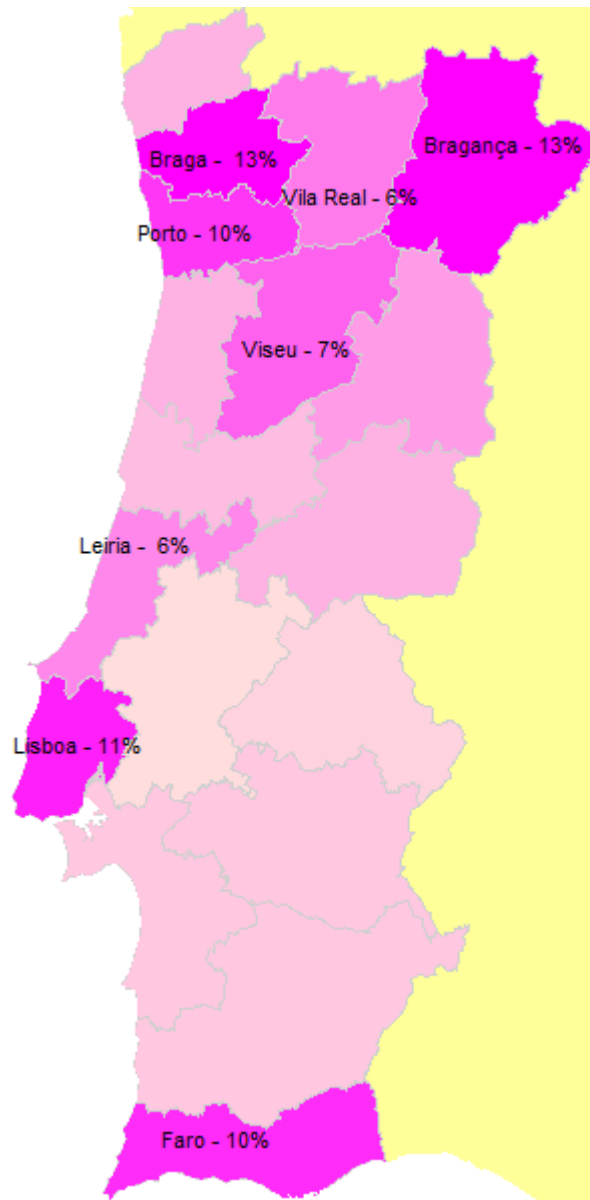 Braga - 13%
Bragança - 13%
Vila Real - 6%
Porto - 10%
Viseu - 7%
Leiria - 6%
Lisboa - 11%
Faro - 10%